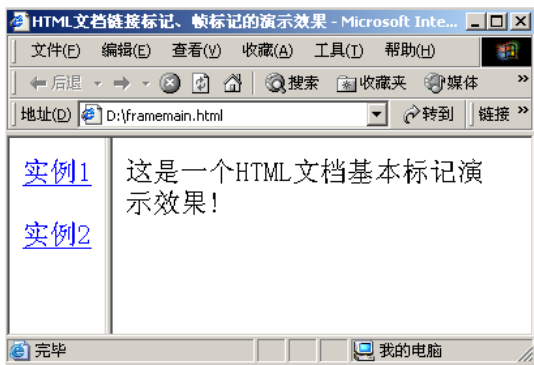 HTML文档链接标记、帧标记的演示效果 - Microsoft Inte...
文件(F) 编辑(E) 查看(V) 收藏(A) 工具(T) 帮助(H)
后退 搜索 收藏夹 媒体 »
地址(D) D:\framemain.html 转到 链接 »
实例1
实例2
这是一个HTML文档基本标记演
示效果!
完毕 我的电脑